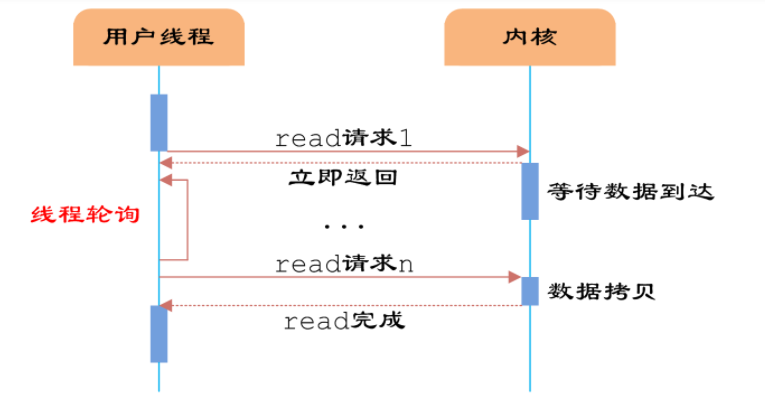 用户线程
内核
read请求1
立即返回
等待数据到达
线程轮询
...
read请求n
数据拷贝
read完成